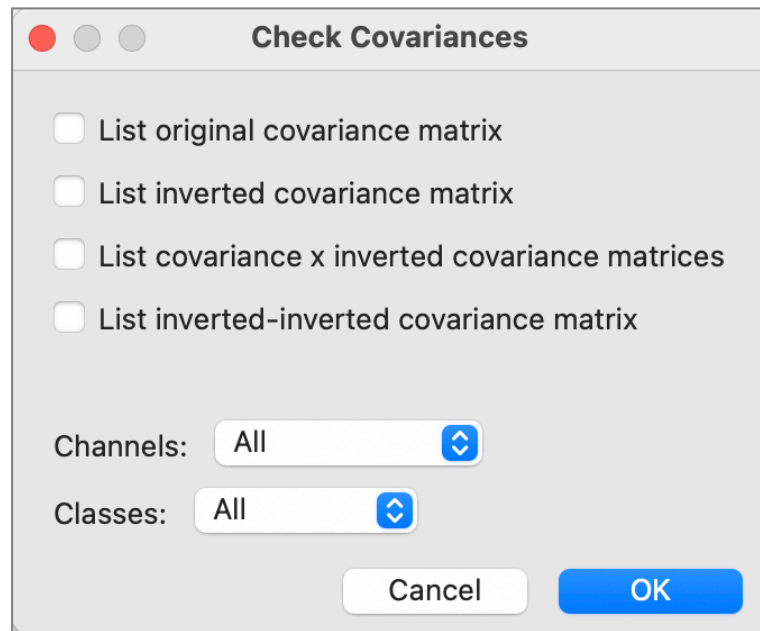 Check Covariances
List original covariance matrix
List inverted covariance matrix
List covariance x inverted covariance matrices
List inverted-inverted covariance matrix
Channels: All
Classes: All
Cancel OK